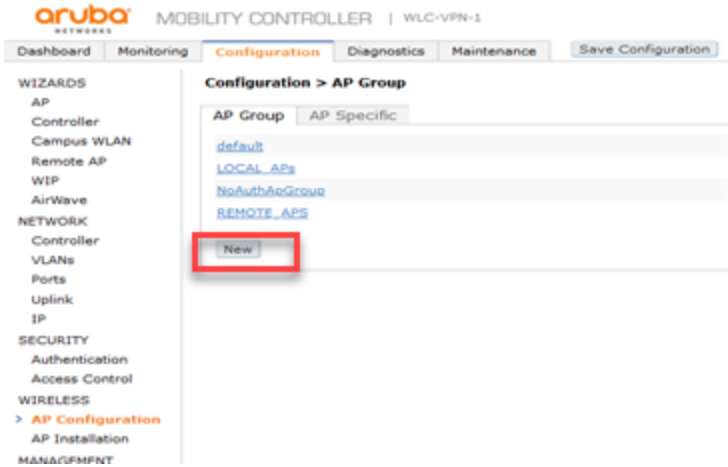 aruba MOBILITY CONTROLLER | WLC-VPN-1
NETWORKS
Dashboard Monitoring Configuration Diagnostics Maintenance Save Configuration
WIZARDS
AP
Controller
Campus WLAN
Remote AP
WIP
AirWave
NETWORK
Controller
VLANs
Ports
Uplink
IP
SECURITY
Authentication
Access Control
WIRELESS
> AP Configuration
AP Installation
MANAGEMENT
Configuration > AP Group
AP Group AP Specific
default
LOCAL_APs
NoAuthApGroup
REMOTE_APS
New